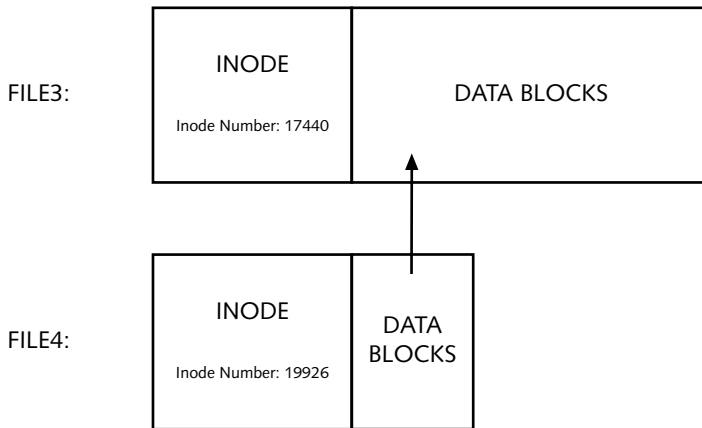 FILE3:
INODE
Inode Number: 17440
DATA BLOCKS
FILE4:
INODE
Inode Number: 19926
DATA
BLOCKS